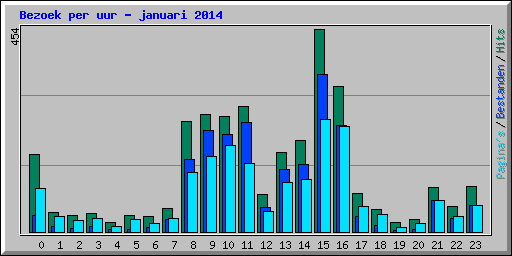 Bezoek per uur - januari 2014
454
Pagina's / Bestanden / Hits
0 1 2 3 4 5 6 7 8 9 10 11 12 13 14 15 16 17 18 19 20 21 22 23